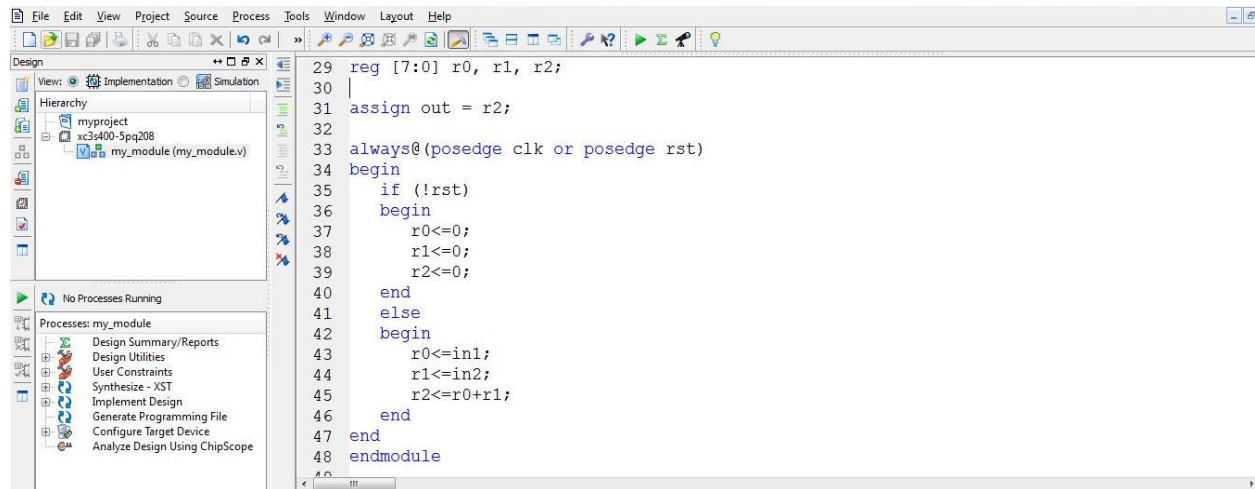 File Edit View Project Source Process Tools Window Layout Help
»
Design
View: Implementation Simulation
Hierarchy
myproject
xc3s400-5pq208
my_module (my_module.v)
No Processes Running
Processes: my_module
Design Summary/Reports
Design Utilities
User Constraints
Synthesize - XST
Implement Design
Generate Programming File
Configure Target Device
Analyze Design Using ChipScope
29 reg [7:0] r0, r1, r2;
30
31 assign out = r2;
32
33 always@(posedge clk or posedge rst)
34 begin
35 if (!rst)
36 begin
37 r0<=0;
38 r1<=0;
39 r2<=0;
40 end
41 else
42 begin
43 r0<=in1;
44 r1<=in2;
45 r2<=r0+r1;
46 end
47 end
48 endmodule